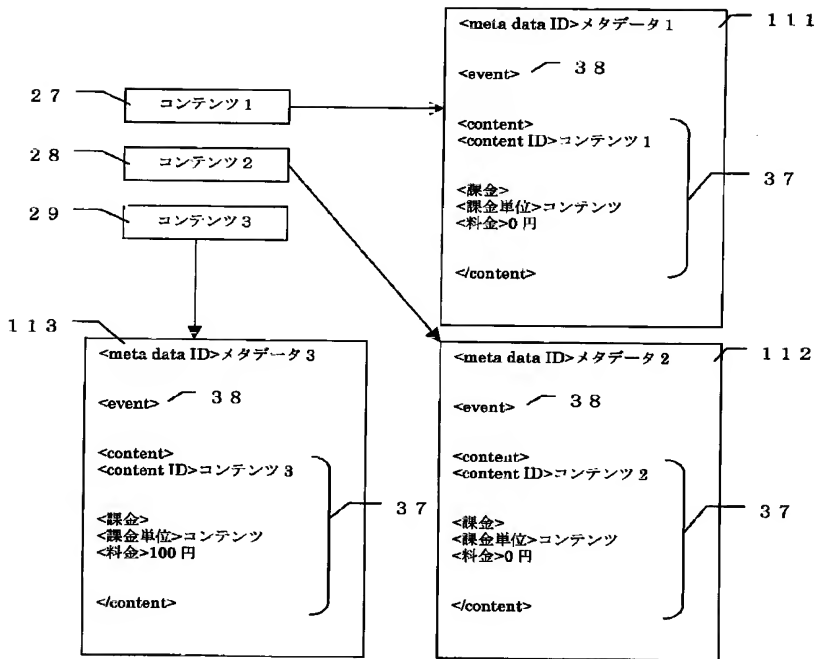 <meta data ID>メタデータ1
111
<event>
38
27
コンテンツ1
<content>
<content ID>コンテンツ1
28
コンテンツ2
37
29
コンテンツ3
<課金>
<課金単位>コンテンツ
<料金>0円
</content>
113
<meta data ID>メタデータ3
<event>
38
<content>
<content ID>コンテンツ3
37
<課金>
<課金単位>コンテンツ
<料金>100円
</content>
<meta data ID>メタデータ2
112
<event>
38
<content>
<content ID>コンテンツ2
37
<課金>
<課金単位>コンテンツ
<料金>0円
</content>